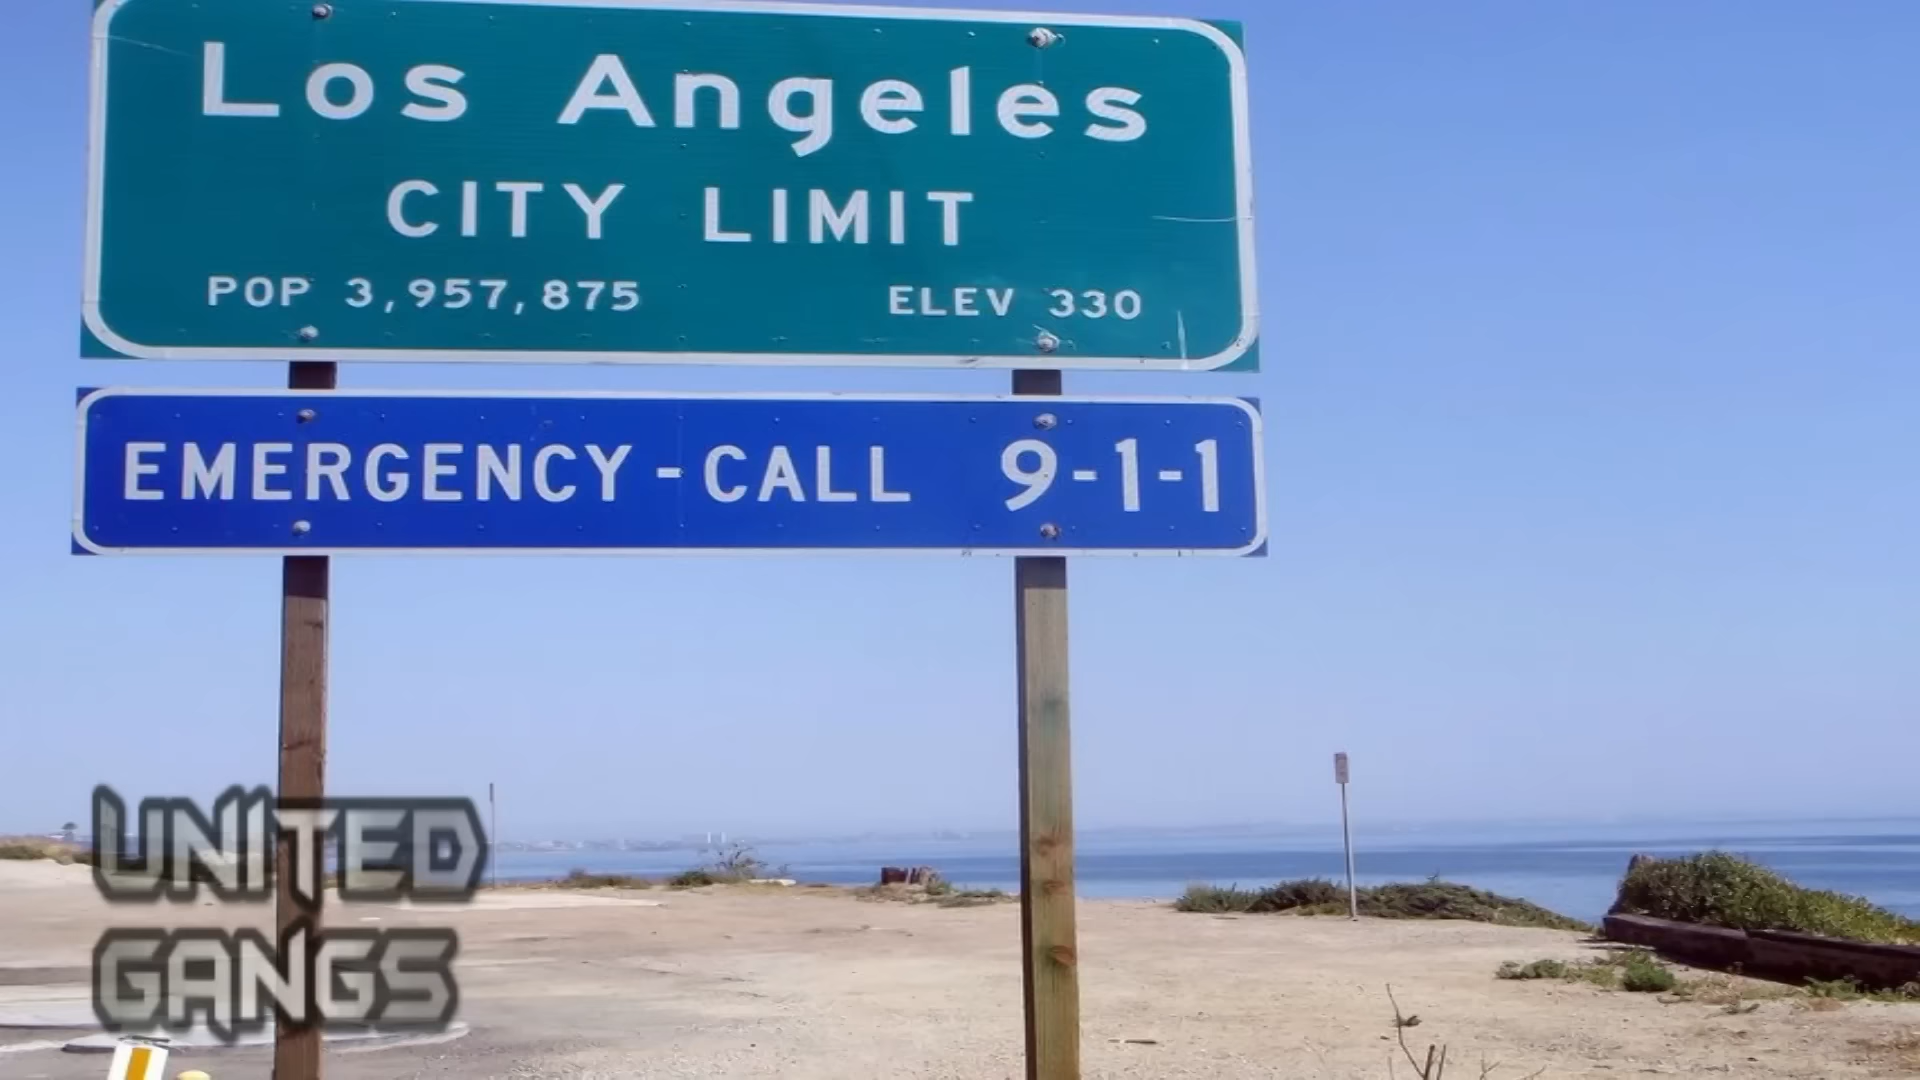 Los Angeles
CITY LIMIT
POP 3,957,875 ELEV 330
EMERGENCY-CALL 9-1-1
UNITED
GANGS